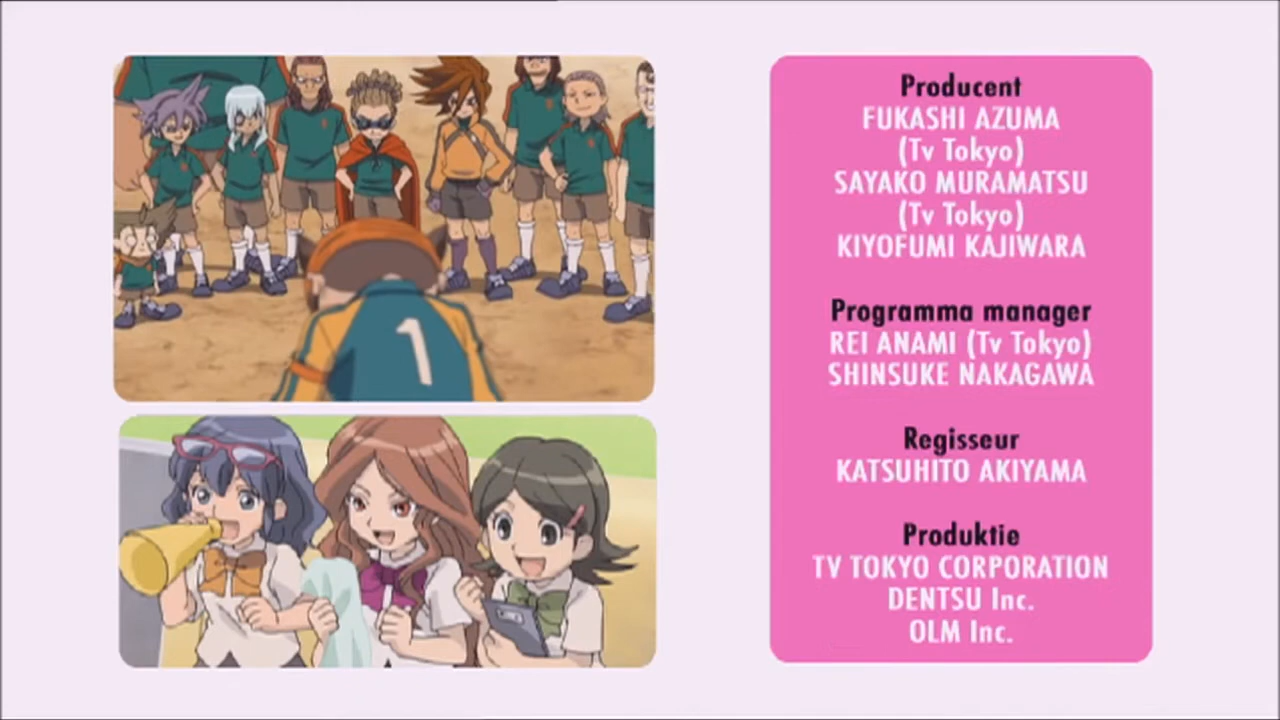 1
Producent
FUKASHI AZUMA
(Tv Tokyo)
SAYAKO MURAMATSU
(Tv Tokyo)
KIYOFUMI KAJIWARA
Programma manager
REI ANAMI (Tv Tokyo)
SHINSUKE NAKAGAWA
Regisseur
KATSUHITO AKIYAMA
Produktie
TV TOKYO CORPORATION
DENTSU Inc.
OLM Inc.